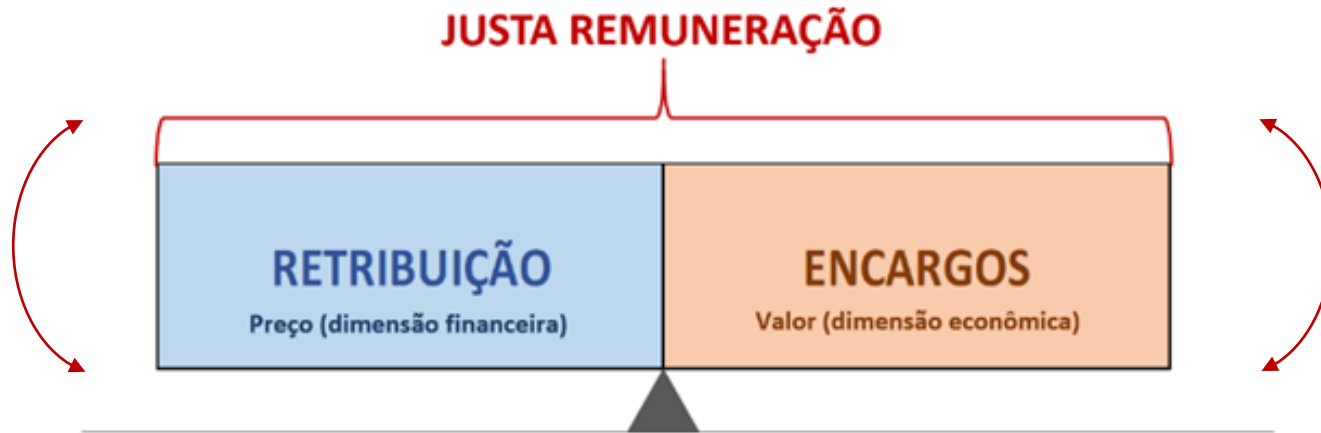 JUSTA REMUNERAÇÃO
RETRIBUIÇÃO
Preço (dimensão financeira)
ENCARGOS
Valor (dimensão econômica)